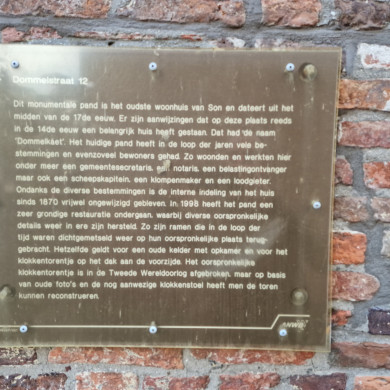 Dommelstraat 12
Dit monumentale pand is het oudste woonhuis van Son en dateert uit het
midden van de 17de eeuw. Er zijn aanwijzingen dat op deze plaats reeds
in de 14de eeuw een belangrijk huis heeft gestaan. Dat had de naam
'Dommelkåst'. Het huidige pand heeft in de loop der jaren vele be-
stemmingen en evenzoveel bewoners gehad. Zo woonden en werkten hier
onder meer een gemeentesecretaris, een notaris, een belastingontvanger
maar ook een scheepskapitein, een klompenmaker en een loodgieter.
Ondanks de diverse bestemmingen is de interne indeling van het huis
sinds 1870 vrijwel ongewijzigd gebleven. In 1998 heeft het pand een
zeer grondige restauratie ondergaan, waarbij diverse oorspronkelijke
details weer in ere zijn hersteld. Zo zijn ramen die in de loop der
tijd waren dichtgemetseld weer op hun oorspronkelijke plaats terug-
gebracht. Hetzelfde geldt voor een oude kelder met opkamer en voor het
klokkentorentje op het dak aan de voorzijde. Het oorspronkelijke
klokkentorentje is in de Tweede Wereldoorlog afgebroken, maar op basis
van oude foto's en de nog aanwezige klokkenstoel heeft men de toren
kunnen reconstrueren.
ANWB